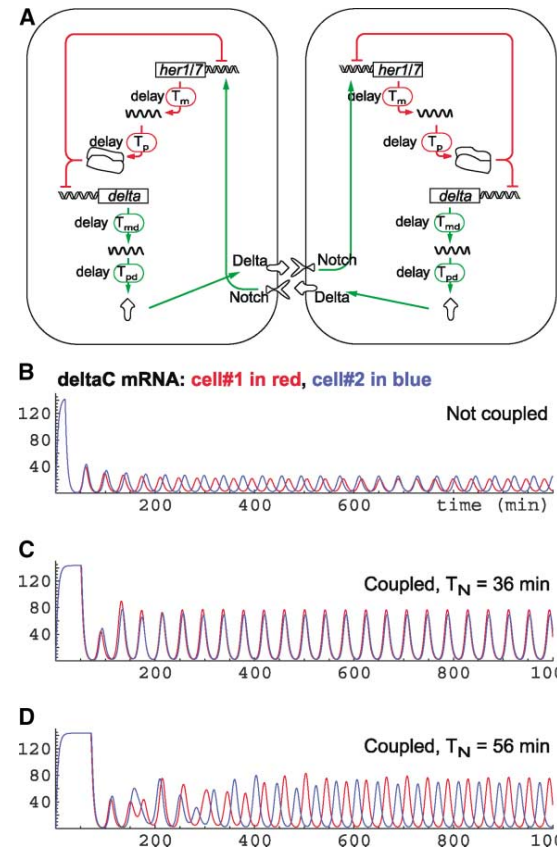 A
her1/7
her1/7
delay Tm
delay Tm
delay Tp
delay Tp
delta
delta
delay Tmd
delay Tmd
delay Tpd
delay Tpd
Delta
Notch
Notch
Delta
B deltaC mRNA: cell#1 in red, cell#2 in blue
Not coupled
120
80
40
200 400 600 time (min)
C
Coupled, TN = 36 min
120
80
40
200 400 600 800 100
D
Coupled, TN = 56 min
120
80
40
200 400 600 800 100